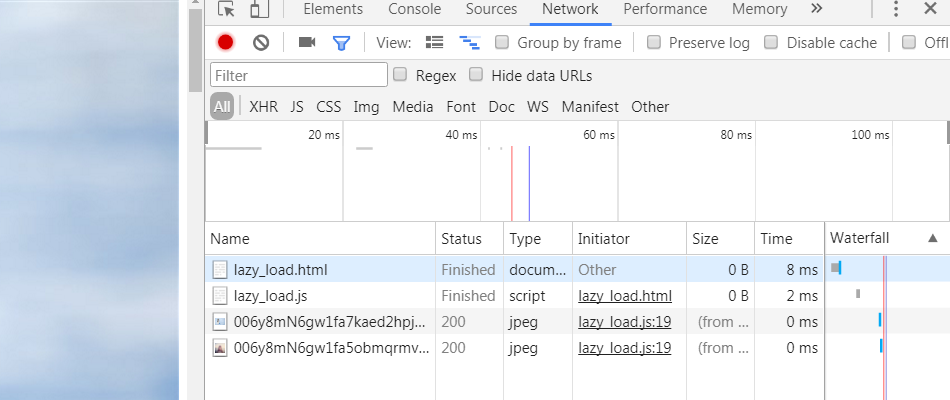 Elements Console Sources Network Performance Memory
View: Group by frame Preserve log Disable cache Offl
Filter Regex Hide data URLs
All XHR JS CSS Img Media Font Doc WS Manifest Other
20 ms 40 ms 60 ms 80 ms 100 ms
Name Status Type Initiator Size Time Waterfall
lazy_load.html Finished docum... Other 0 B 8 ms
lazy_load.js Finished script lazy_load.html 0 B 2 ms
006y8mN6gw1fa7kaed2hpj... 200 jpeg lazy_load.js:19 (from ... 0 ms
006y8mN6gw1fa5obmqrmv... 200 jpeg lazy_load.js:19 (from ... 0 ms